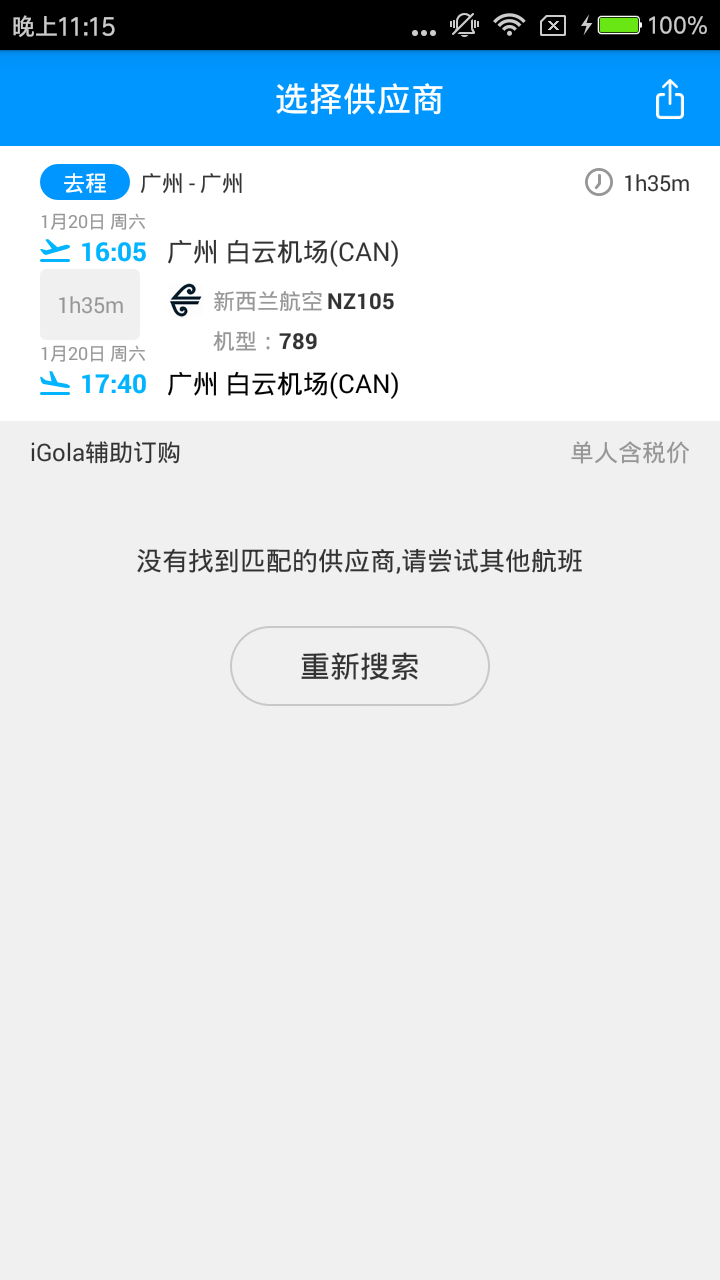 晚上11:15
100%
选择供应商
去程 广州 - 广州 1h35m
1月20日 周六
16:05 广州 白云机场(CAN)
1h35m 新西兰航空 NZ105
机型：789
1月20日 周六
17:40 广州 白云机场(CAN)
iGola辅助订购 单人含税价
没有找到匹配的供应商,请尝试其他航班
重新搜索